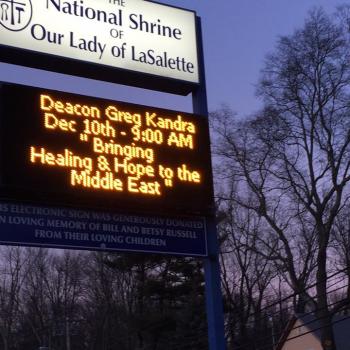 THE
National Shrine
OF
Our Lady of LaSalette
Deacon Greg Kandra
Dec 10th - 9:00 AM
" Bringing
Healing & Hope to the
Middle East "
THIS ELECTRONIC SIGN WAS GENEROUSLY DONATED
IN LOVING MEMORY OF BILL AND BETSY RUSSELL
FROM THEIR LOVING CHILDREN